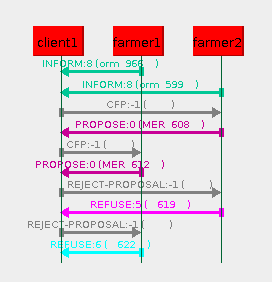 client1 farmer1 farmer2
INFORM:8 (orm 966 )
INFORM:8 (orm 599 )
CFP:-1 ( )
PROPOSE:0 (MER 608 )
CFP:-1 ( )
PROPOSE:0 (MER 612 )
REJECT-PROPOSAL:-1 ( )
REFUSE:5 ( 619 )
REJECT-PROPOSAL:-1 ( )
REFUSE:6 ( 622 )